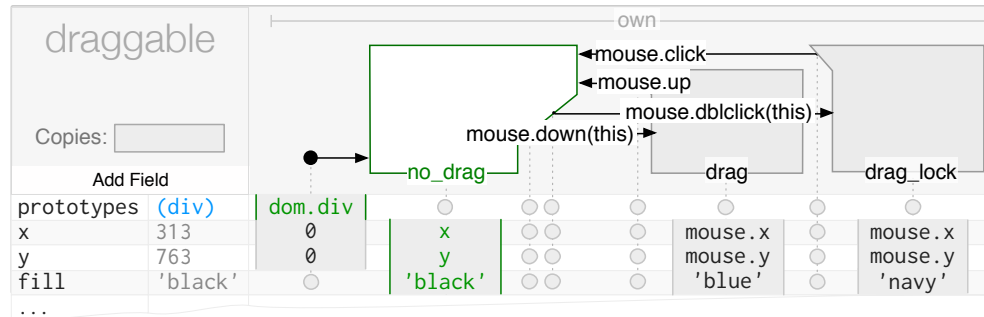 own
draggable
mouse.click
mouse.up
mouse.dblclick(this)
mouse.down(this)
Copies:
no_drag
drag
drag_lock
Add Field
prototypes (div) dom.div
x 313 0 x mouse.x mouse.x
y 763 0 y mouse.y mouse.y
fill 'black' 'black' 'blue' 'navy'
...